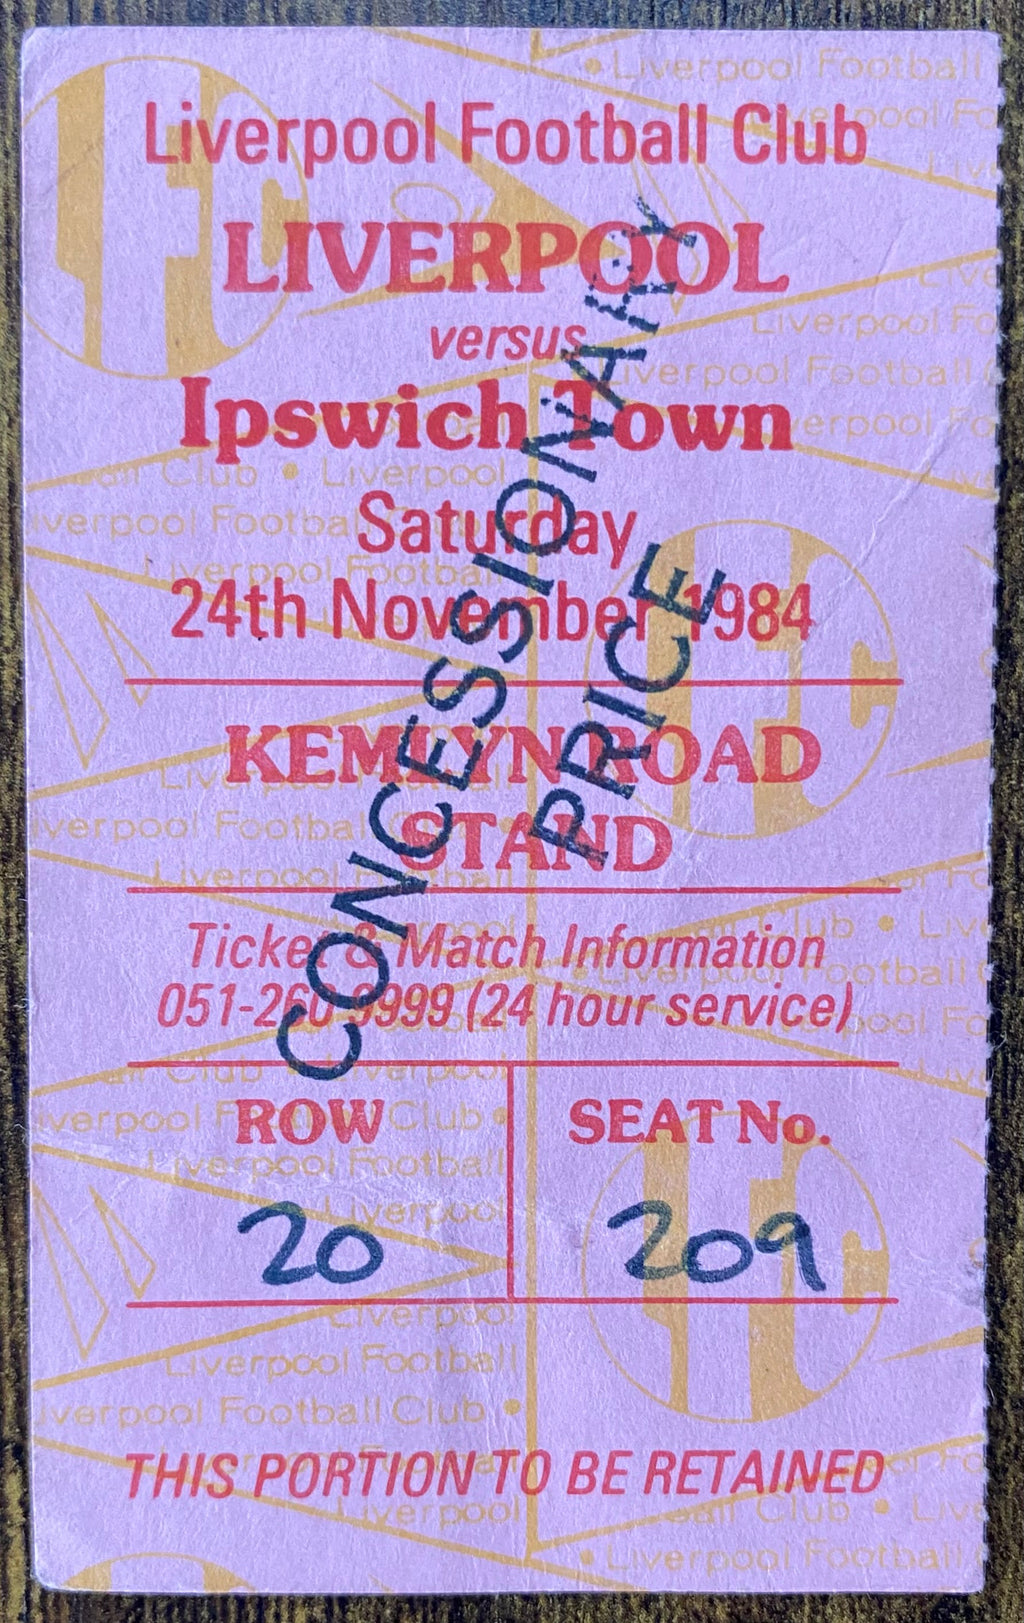 Liverpool Football Club
LIVERPOOL
versus
Ipswich Town
Saturday
24th November 1984
KEMLYN ROAD
STAND
CONCESSIONARY
PRICE
Ticket & Match Information
051-260 9999 (24 hour service)
ROW
SEAT No.
20
209
THIS PORTION TO BE RETAINED